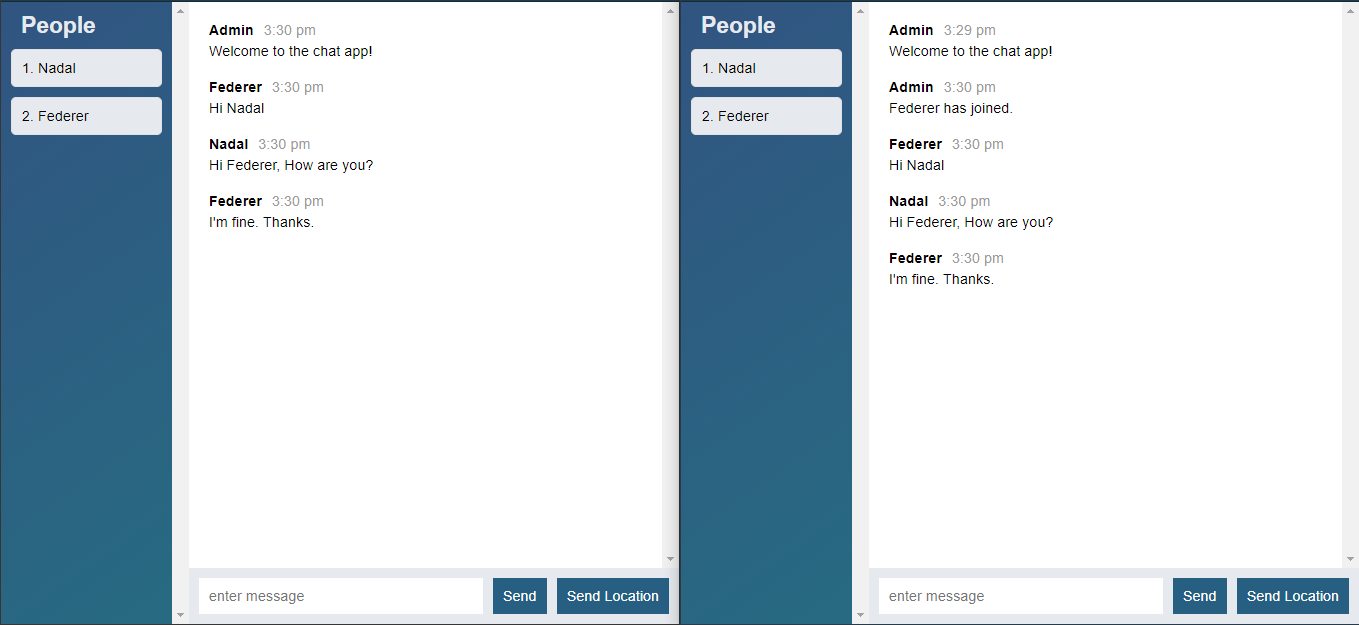 People
1. Nadal
2. Federer
Admin 3:30 pm
Welcome to the chat app!
Federer 3:30 pm
Hi Nadal
Nadal 3:30 pm
Hi Federer, How are you?
Federer 3:30 pm
I'm fine. Thanks.
enter message
Send
Send Location
People
1. Nadal
2. Federer
Admin 3:29 pm
Welcome to the chat app!
Admin 3:30 pm
Federer has joined.
Federer 3:30 pm
Hi Nadal
Nadal 3:30 pm
Hi Federer, How are you?
Federer 3:30 pm
I'm fine. Thanks.
enter message
Send
Send Location